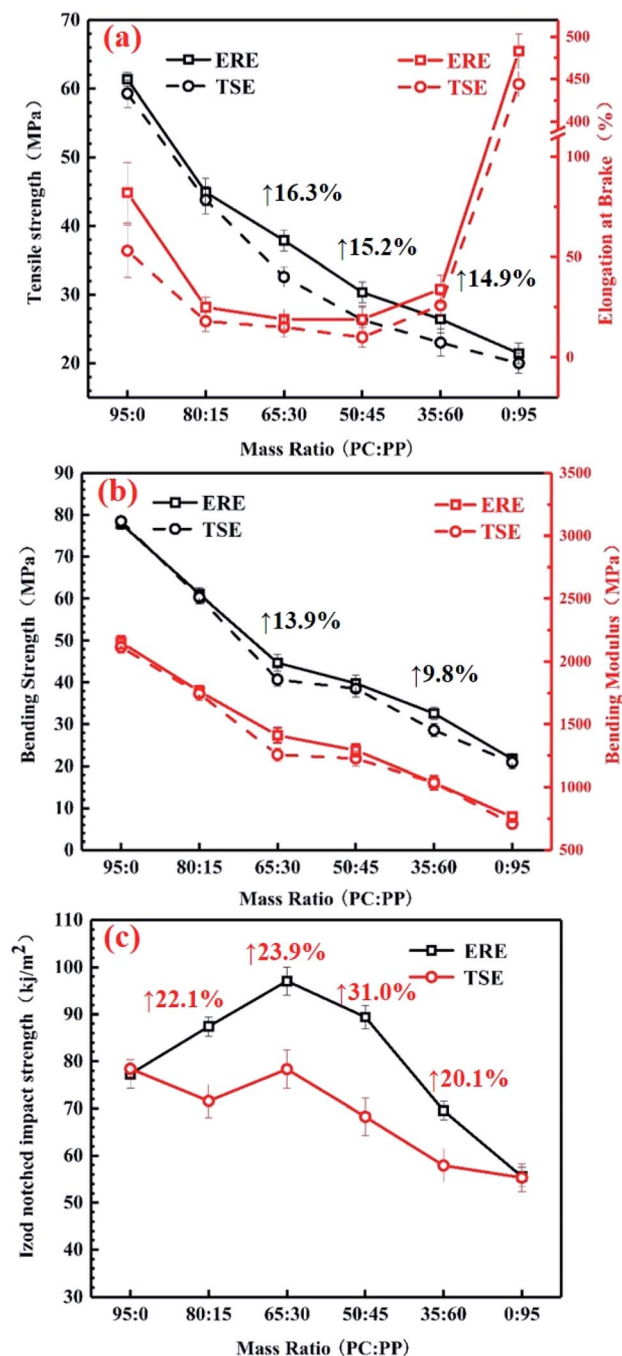 (a)
ERE ERE
TSE TSE
↑16.3%
↑15.2%
↑14.9%
Tensile strength (MPa)
70
60
50
40
30
20
Elongation at Brake (%)
500
450
400
100
50
0
95:0 80:15 65:30 50:45 35:60 0:95
Mass Ratio (PC:PP)
(b)
ERE ERE
TSE TSE
↑13.9%
↑9.8%
Bending Strength (MPa)
90
80
70
60
50
40
30
20
10
0
Bending Modulus (MPa)
3500
3000
2500
2000
1500
1000
500
95:0 80:15 65:30 50:45 35:60 0:95
Mass Ratio (PC:PP)
(c)
ERE
TSE
↑23.9%
↑22.1%
↑31.0%
↑20.1%
Izod notched impact strength (kj/m²)
110
100
90
80
70
60
50
40
30
95:0 80:15 65:30 50:45 35:60 0:95
Mass Ratio (PC:PP)